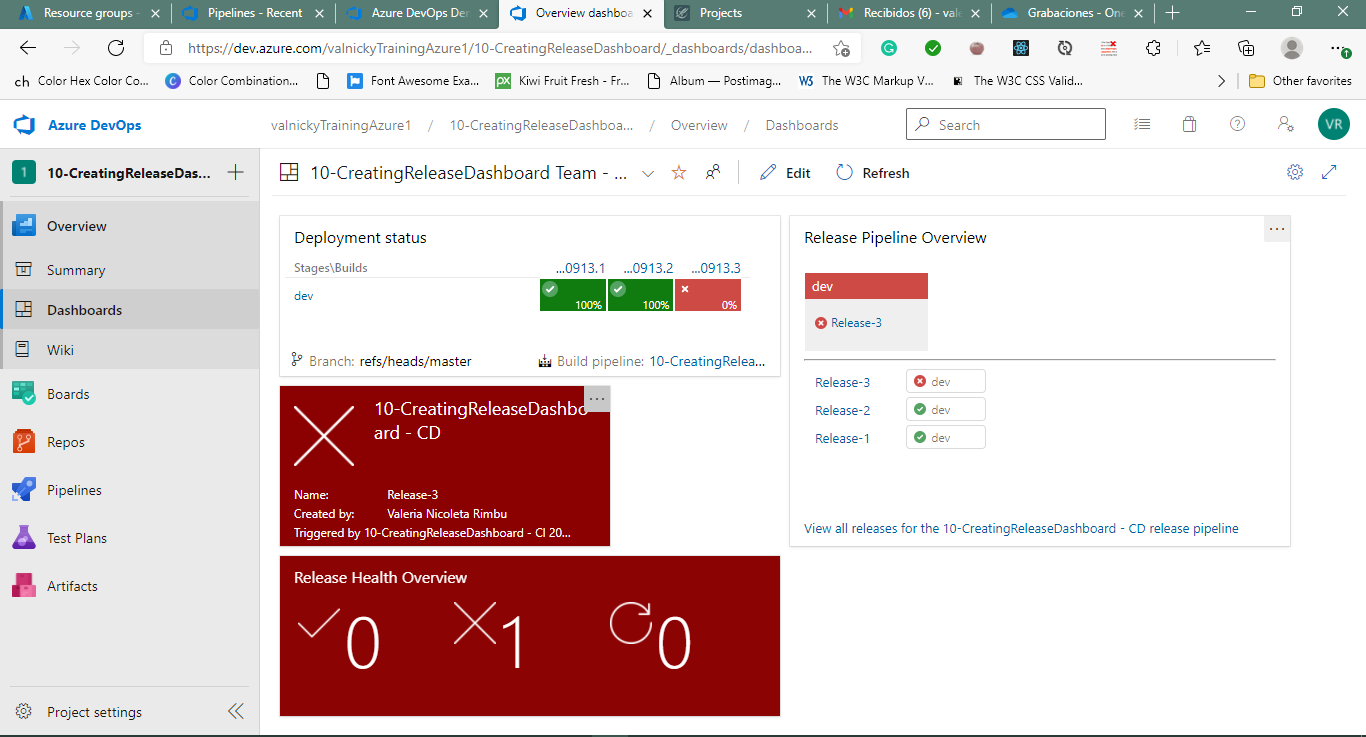 Resource groups -
Pipelines - Recent
Azure DevOps Der
Overview dashboa
Projects
Recibidos (6) - val
Grabaciones - One
https://dev.azure.com/valnickyTrainingAzure1/10-CreatingReleaseDashboard/_dashboards/dashboa...
ch Color Hex Color Co...
C Color Combination...
Font Awesome Exa...
px Kiwi Fruit Fresh - Fr...
Album — Postimag...
W3 The W3C Markup V...
The W3C CSS Valid...
Other favorites
Azure DevOps
valnickyTrainingAzure1 / 10-CreatingReleaseDashboa... / Overview / Dashboards
Search
VR
1 10-CreatingReleaseDas...
10-CreatingReleaseDashboard Team - ...
Edit
Refresh
Overview
Summary
Dashboards
Wiki
Boards
Repos
Pipelines
Test Plans
Artifacts
Project settings
Deployment status
Stages\Builds ...0913.1 ...0913.2 ...0913.3
dev 100% 100% 0%
Branch: refs/heads/master Build pipeline: 10-CreatingRelea...
10-CreatingReleaseDashbo
ard - CD
Name: Release-3
Created by: Valeria Nicoleta Rimbu
Triggered by 10-CreatingReleaseDashboard - CI 20...
Release Health Overview
0 1 0
Release Pipeline Overview
dev
Release-3
Release-3 dev
Release-2 dev
Release-1 dev
View all releases for the 10-CreatingReleaseDashboard - CD release pipeline